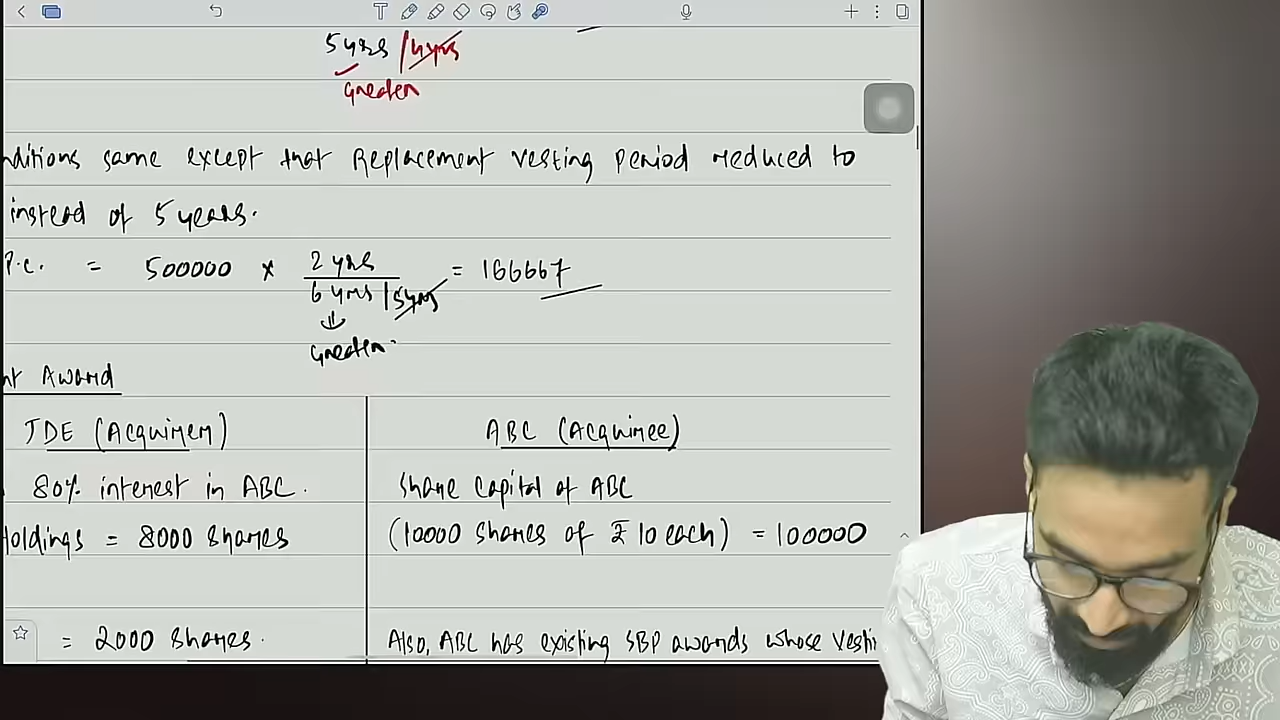 5 yrs / 4yrs
Greater
nditions same except that Replacement vesting period reduced to
instead of 5 years.
P.C. = 500000 × 2 yrs / 6 yrs / 5yrs = 166667
Greater.
nt Award
JDE (Acquirer)
ABC (Acquiree)
80% interest in ABC.
Share Capital of ABC
Holdings = 8000 Shares
(10000 Shares of ₹ 10 each) = 100000
= 2000 Shares.
Also, ABC has existing SBP awards whose vesti